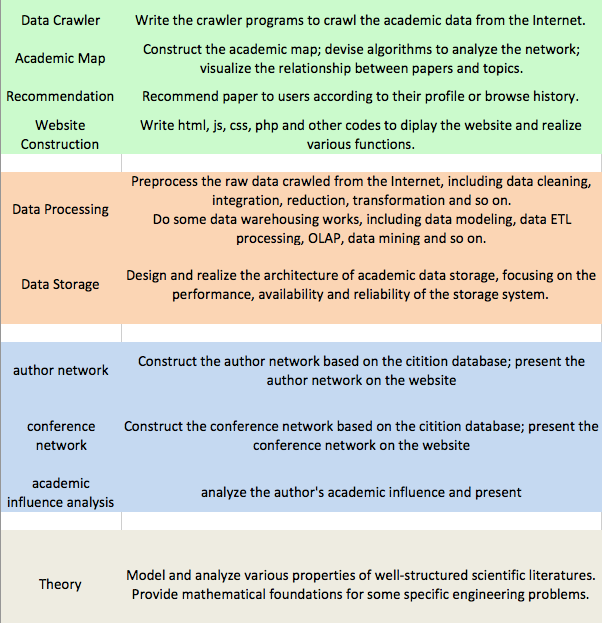 Data Crawler
Write the crawler programs to crawl the academic data from the Internet.
Academic Map
Construct the academic map; devise algorithms to analyze the network;
visualize the relationship between papers and topics.
Recommendation
Recommend paper to users according to their profile or browse history.
Website
Construction
Write html, js, css, php and other codes to diplay the website and realize
various functions.
Data Processing
Preprocess the raw data crawled from the Internet, including data cleaning,
integration, reduction, transformation and so on.
Do some data warehousing works, including data modeling, data ETL
processing, OLAP, data mining and so on.
Data Storage
Design and realize the architecture of academic data storage, focusing on the
performance, availability and reliability of the storage system.
author network
Construct the author network based on the citition database; present the
author network on the website
conference
network
Construct the conference network based on the citition database; present the
conference network on the website
academic
influence analysis
analyze the author's academic influence and present
Theory
Model and analyze various properties of well-structured scientific literatures.
Provide mathematical foundations for some specific engineering problems.